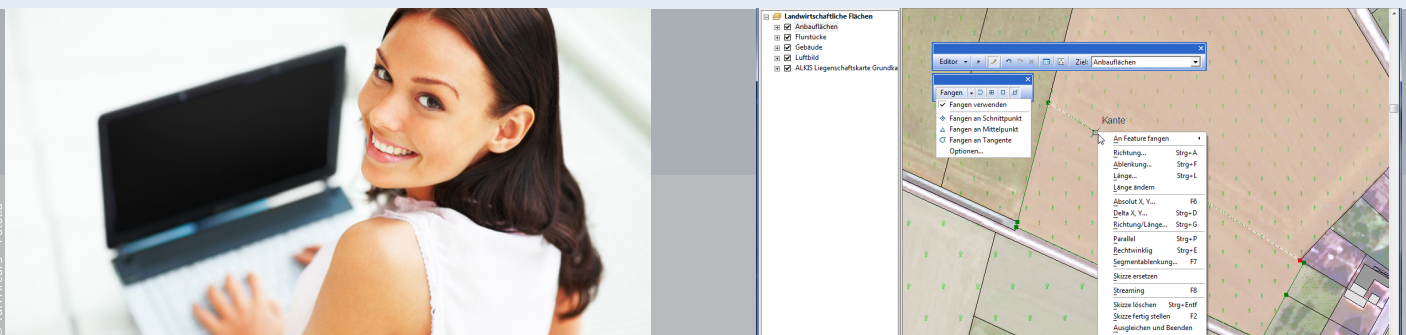 Landwirtschaftliche Flächen
Anbauflächen
Flurstücke
Gebäude
Luftbild
ALKIS Liegenschaftskarte Grundka
Editor
Ziel:
Anbauflächen
Fangen
Fangen verwenden
Fangen an Schnittpunkt
Fangen an Mittelpunkt
Fangen an Tangente
Optionen...
Kante
An Feature fangen
Richtung... Strg+A
Ablenkung... Strg+F
Länge... Strg+L
Länge ändern
Absolut X, Y... F6
Delta X, Y... Strg+D
Richtung/Länge... Strg+G
Parallel Strg+P
Rechtwinklig Strg+E
Segmentablenkung... F7
Skizze ersetzen
Streaming F8
Skizze löschen Strg+Entf
Skizze fertig stellen F2
Ausgleichen und Beenden